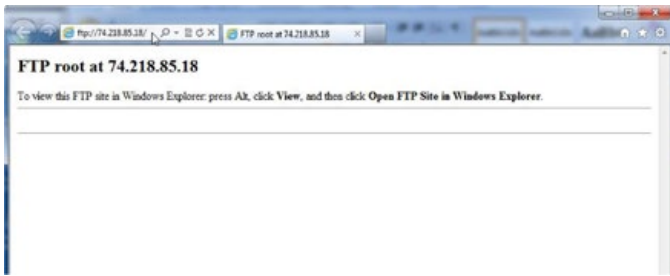 ftp://74.218.85.18/
FTP root at 74.218.85.18
FTP root at 74.218.85.18
To view this FTP site in Windows Explorer: press Alt, click View, and then click Open FTP Site in Windows Explorer.